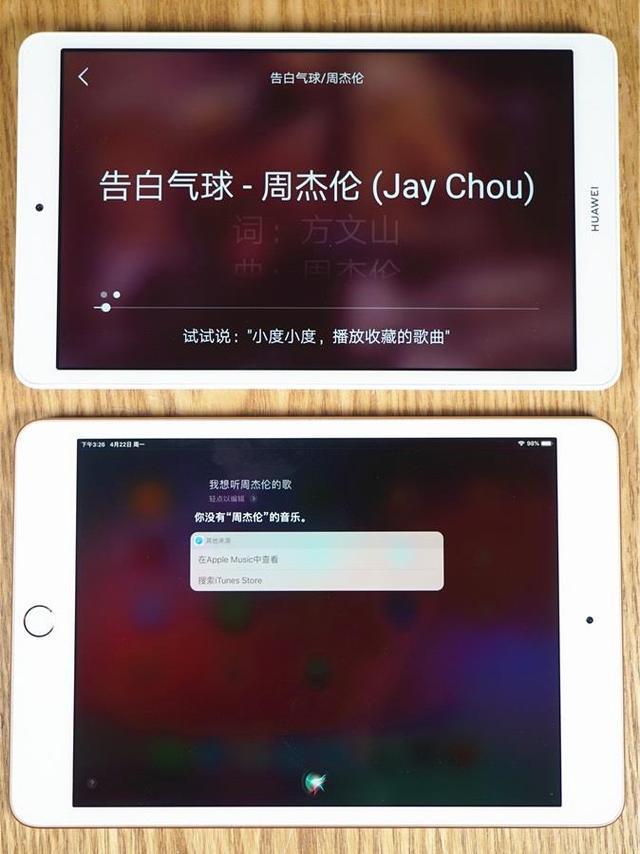 告白气球/周杰伦
告白气球 - 周杰伦 (Jay Chou)
词：方文山
曲：周杰伦
试试说："小度小度，播放收藏的歌曲"
HUAWEI
下午3:26 4月22日 周一
98%
我想听周杰伦的歌
轻点以编辑
你没有“周杰伦”的音乐。
其他来源
在Apple Music中查看
搜索iTunes Store
?